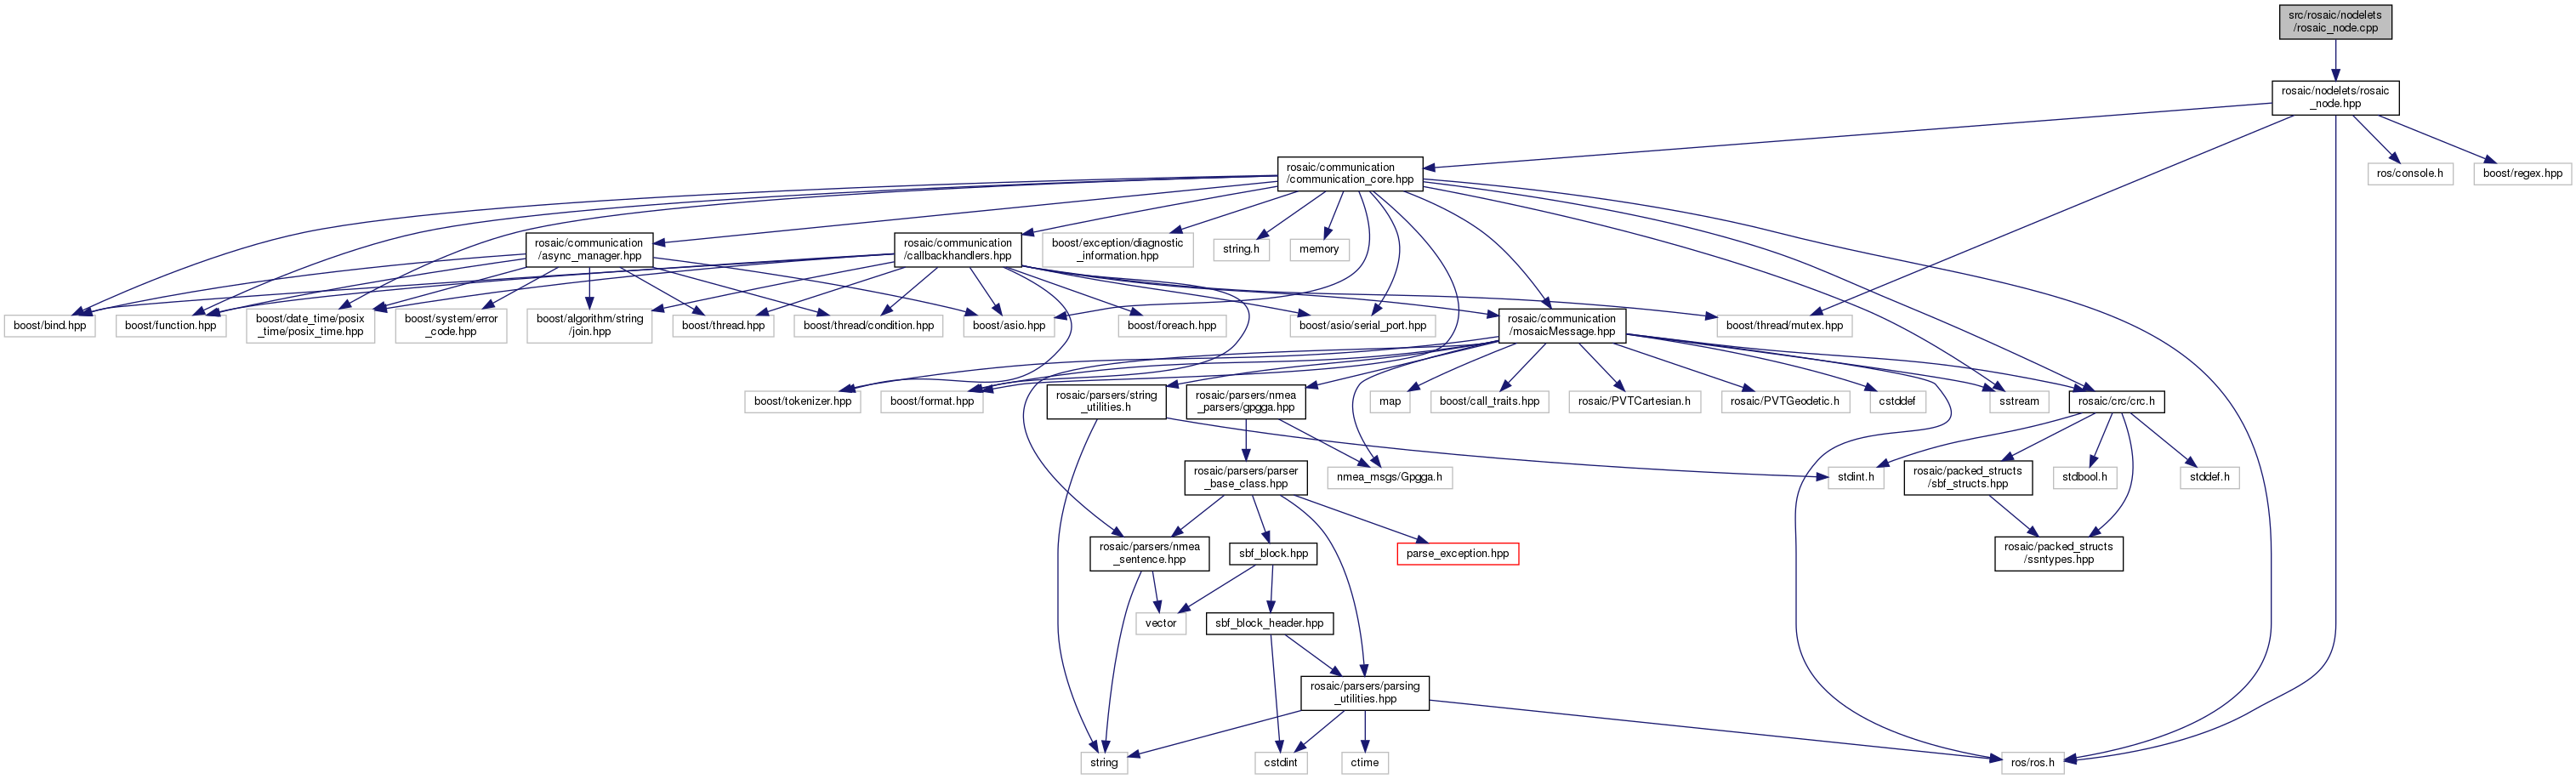 src/rosaic/nodelets
/rosaic_node.cpp
rosaic/nodelets/rosaic
_node.hpp
rosaic/communication
/communication_core.hpp
ros/console.h
boost/regex.hpp
rosaic/communication
/async_manager.hpp
rosaic/communication
/callbackhandlers.hpp
boost/exception/diagnostic
_information.hpp
string.h
memory
boost/bind.hpp
boost/function.hpp
boost/date_time/posix
_time/posix_time.hpp
boost/system/error
_code.hpp
boost/algorithm/string
/join.hpp
boost/thread.hpp
boost/thread/condition.hpp
boost/asio.hpp
boost/foreach.hpp
boost/asio/serial_port.hpp
rosaic/communication
/mosaicMessage.hpp
boost/thread/mutex.hpp
boost/tokenizer.hpp
boost/format.hpp
rosaic/parsers/string
_utilities.h
rosaic/parsers/nmea
_parsers/gpgga.hpp
map
boost/call_traits.hpp
rosaic/PVTCartesian.h
rosaic/PVTGeodetic.h
cstddef
sstream
rosaic/crc/crc.h
rosaic/parsers/parser
_base_class.hpp
nmea_msgs/Gpgga.h
stdint.h
rosaic/packed_structs
/sbf_structs.hpp
stdbool.h
stddef.h
rosaic/parsers/nmea
_sentence.hpp
sbf_block.hpp
parse_exception.hpp
rosaic/packed_structs
/ssntypes.hpp
vector
sbf_block_header.hpp
rosaic/parsers/parsing
_utilities.hpp
string
cstdint
ctime
ros/ros.h